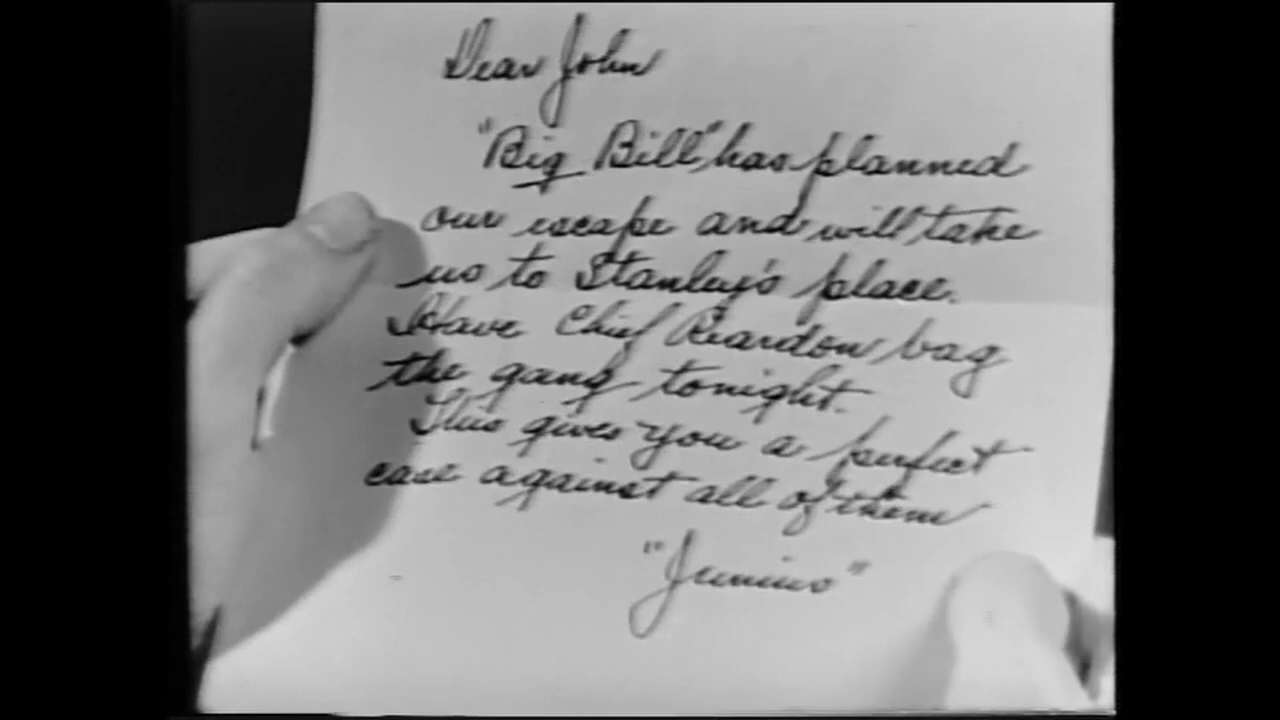 Dear John
"Big Bill" has planned
our escape and will take
us to Stanley's place.
Have Chief Reardon bag
the gang tonight.
This gives you a perfect
case against all of them
"Junius"